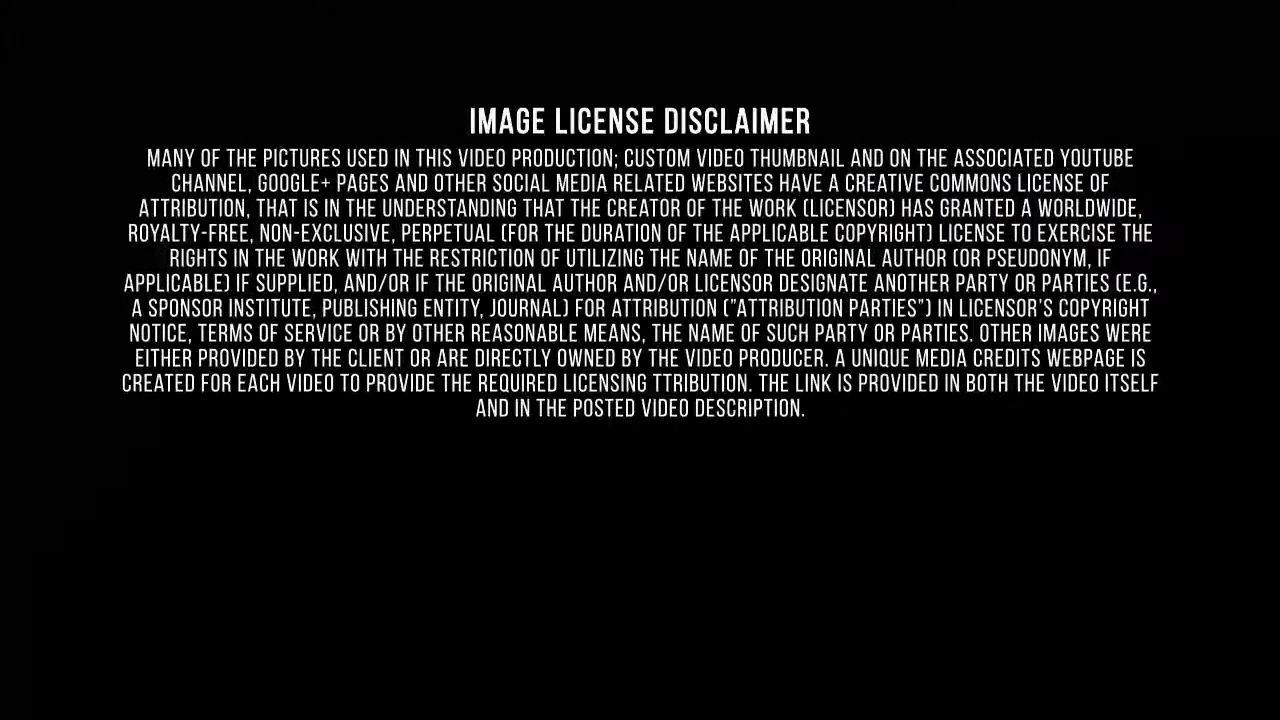 IMAGE LICENSE DISCLAIMER
MANY OF THE PICTURES USED IN THIS VIDEO PRODUCTION; CUSTOM VIDEO THUMBNAIL AND ON THE ASSOCIATED YOUTUBE
CHANNEL, GOOGLE+ PAGES AND OTHER SOCIAL MEDIA RELATED WEBSITES HAVE A CREATIVE COMMONS LICENSE OF
ATTRIBUTION, THAT IS IN THE UNDERSTANDING THAT THE CREATOR OF THE WORK (LICENSOR) HAS GRANTED A WORLDWIDE,
ROYALTY-FREE, NON-EXCLUSIVE, PERPETUAL (FOR THE DURATION OF THE APPLICABLE COPYRIGHT) LICENSE TO EXERCISE THE
RIGHTS IN THE WORK WITH THE RESTRICTION OF UTILIZING THE NAME OF THE ORIGINAL AUTHOR (OR PSEUDONYM, IF
APPLICABLE) IF SUPPLIED, AND/OR IF THE ORIGINAL AUTHOR AND/OR LICENSOR DESIGNATE ANOTHER PARTY OR PARTIES (E.G.,
A SPONSOR INSTITUTE, PUBLISHING ENTITY, JOURNAL) FOR ATTRIBUTION ("ATTRIBUTION PARTIES") IN LICENSOR'S COPYRIGHT
NOTICE, TERMS OF SERVICE OR BY OTHER REASONABLE MEANS, THE NAME OF SUCH PARTY OR PARTIES. OTHER IMAGES WERE
EITHER PROVIDED BY THE CLIENT OR ARE DIRECTLY OWNED BY THE VIDEO PRODUCER. A UNIQUE MEDIA CREDITS WEBPAGE IS
CREATED FOR EACH VIDEO TO PROVIDE THE REQUIRED LICENSING TTRIBUTION. THE LINK IS PROVIDED IN BOTH THE VIDEO ITSELF
AND IN THE POSTED VIDEO DESCRIPTION.